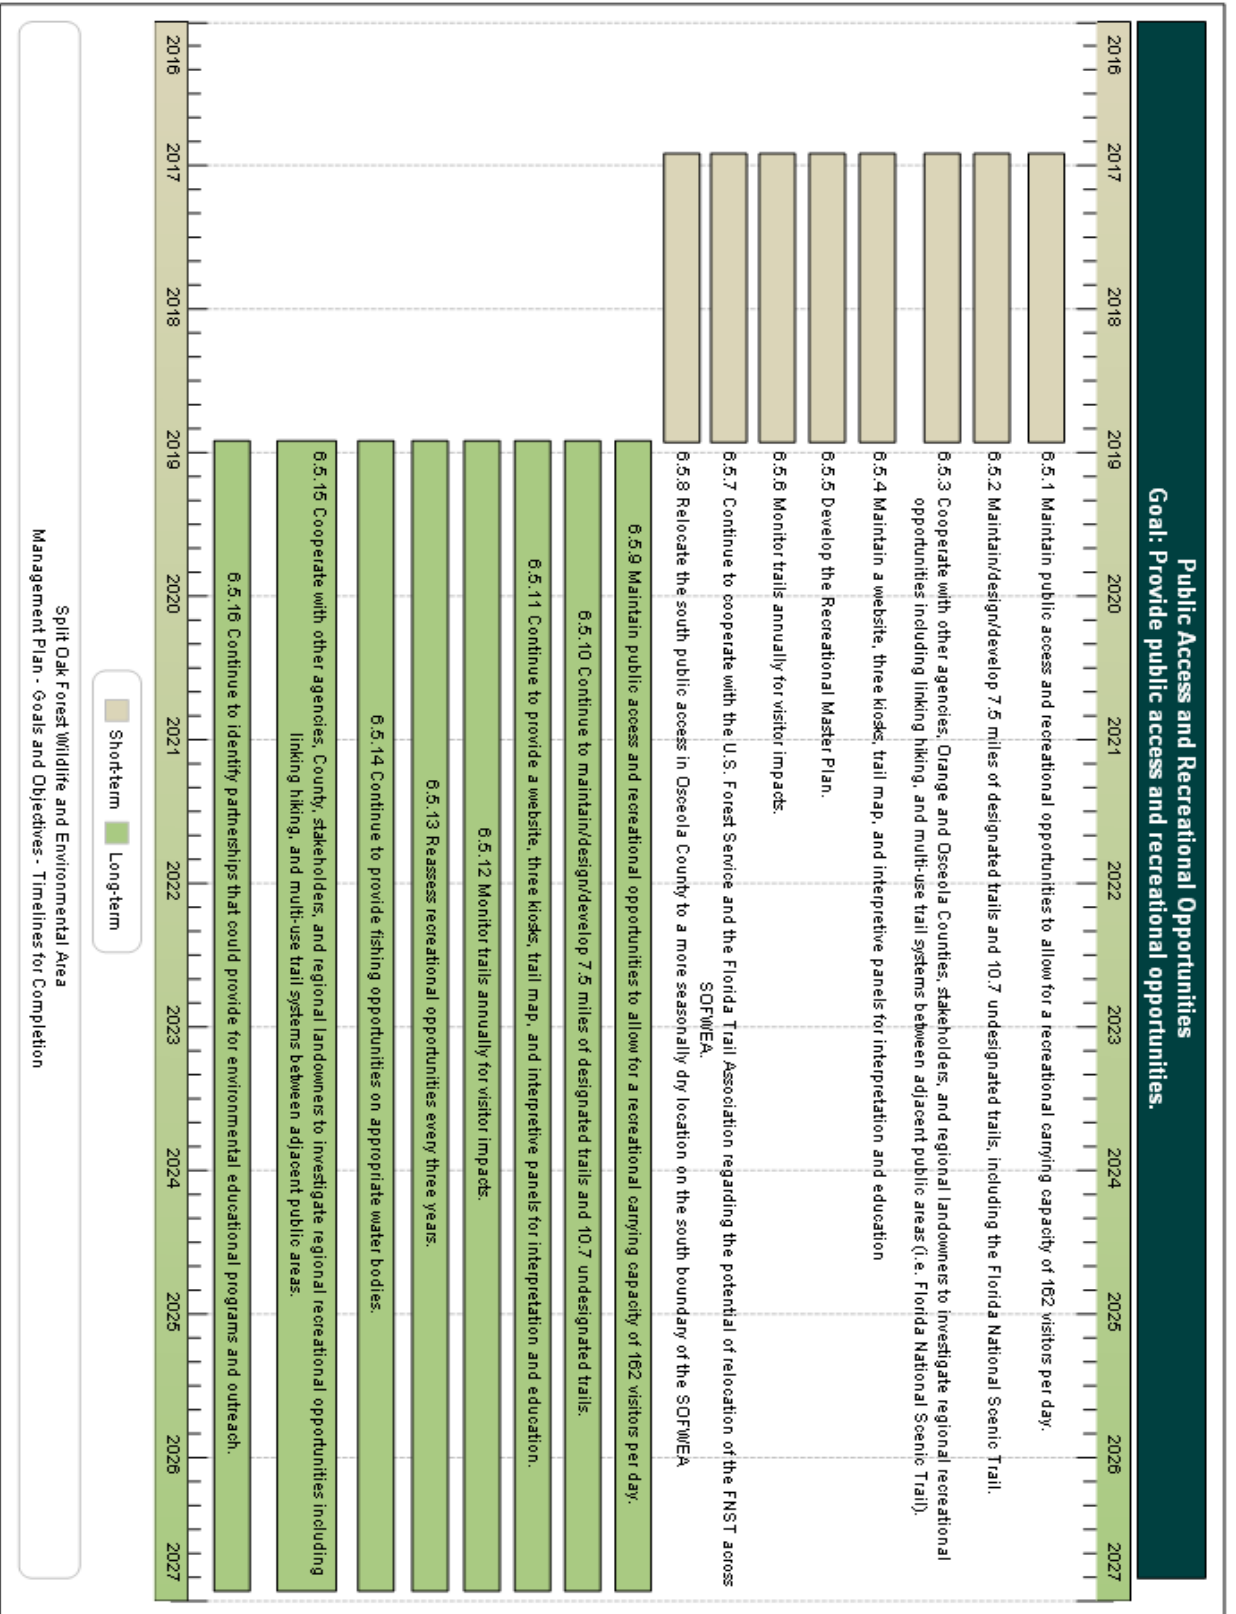 Public Access and Recreational Opportunities
Goal: Provide public access and recreational opportunities.
2016 2017 2018 2019 2020 2021 2022 2023 2024 2025 2026 2027
6.5.1 Maintain public access and recreational opportunities to allow for a recreational carrying capacity of 162 visitors per day.
6.5.2 Maintain/design/develop 7.5 miles of designated trails and 10.7 undesignated trails, including the Florida National Scenic Trail.
6.5.3 Cooperate with other agencies, Orange and Osceola Counties, stakeholders, and regional landowners to investigate regional recreational
opportunities including linking hiking, and multi-use trail systems between adjacent public areas (i.e. Florida National Scenic Trail).
6.5.4 Maintain a website, three kiosks, trail map, and interpretive panels for interpretation and education
6.5.5 Develop the Recreational Master Plan.
6.5.6 Monitor trails annually for visitor impacts.
6.5.7 Continue to cooperate with the U.S. Forest Service and the Florida Trail Association regarding the potential of relocation of the FNST across
SOFWEA.
6.5.8 Relocate the south public access in Osceola County to a more seasonally dry location on the south boundary of the SOFWEA
6.5.9 Maintain public access and recreational opportunities to allow for a recreational carrying capacity of 162 visitors per day.
6.5.10 Continue to maintain/design/develop 7.5 miles of designated trails and 10.7 undesignated trails.
6.5.11 Continue to provide a website, three kiosks, trail map, and interpretive panels for interpretation and education.
6.5.12 Monitor trails annually for visitor impacts.
6.5.13 Reassess recreational opportunities every three years.
6.5.14 Continue to provide fishing opportunities on appropriate water bodies.
6.5.15 Cooperate with other agencies, County, stakeholders, and regional landowners to investigate regional recreational opportunities including
linking hiking, and multi-use trail systems between adjacent public areas.
6.5.16 Continue to identify partnerships that could provide for environmental educational programs and outreach.
2016 2017 2018 2019 2020 2021 2022 2023 2024 2025 2026 2027
Short-term Long-term
Split Oak Forest Wildlife and Environmental Area
Management Plan - Goals and Objectives - Timelines for Completion